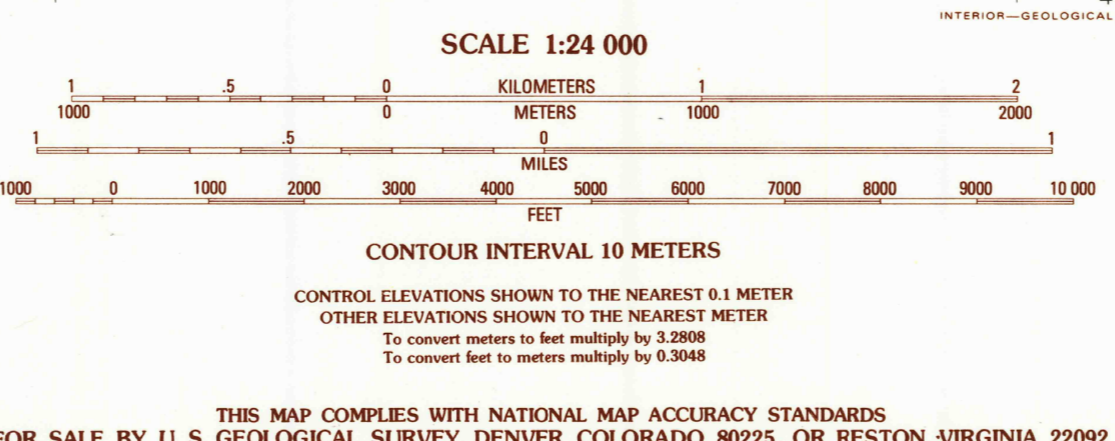 INTERIOR—GEOLOGICAL
SCALE 1:24 000
1 .5 0 KILOMETERS 1 2
1000 0 METERS 1000 2000
1 .5 0 1
MILES
1000 0 1000 2000 3000 4000 5000 6000 7000 8000 9000 10 000
FEET
CONTOUR INTERVAL 10 METERS
CONTROL ELEVATIONS SHOWN TO THE NEAREST 0.1 METER
OTHER ELEVATIONS SHOWN TO THE NEAREST METER
To convert meters to feet multiply by 3.2808
To convert feet to meters multiply by 0.3048
THIS MAP COMPLIES WITH NATIONAL MAP ACCURACY STANDARDS
FOR SALE BY U. S. GEOLOGICAL SURVEY, DENVER, COLORADO 80225, OR RESTON, VIRGINIA 22092